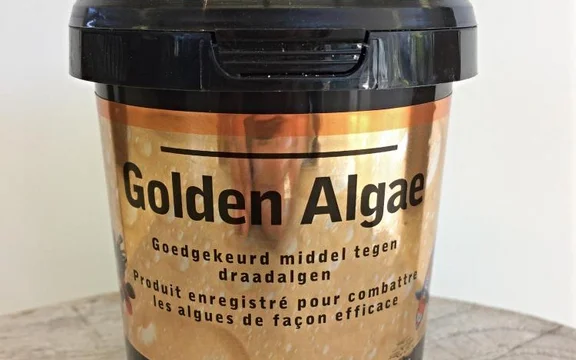 Golden Algae
Goedgekeurd middel tegen
draadalgen
Produit enregistré pour combattre
les algues de façon efficace